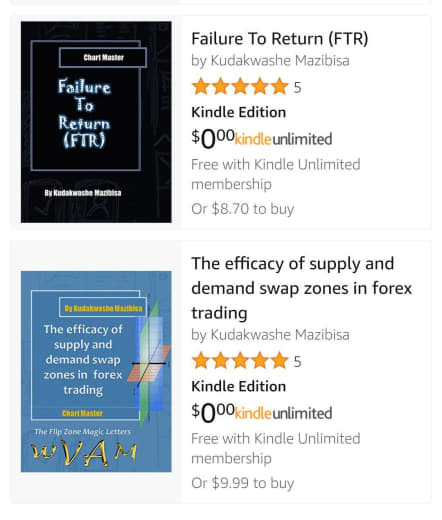 Chart Master
Failure
To
Return
(FTR)
By Kudakwashe Mazibisa
Failure To Return (FTR)
by Kudakwashe Mazibisa
5
Kindle Edition
$0.00 kindleunlimited
Free with Kindle Unlimited
membership
Or $8.70 to buy
By Kudakwashe Mazibisa
The efficacy of
supply and
demand swap
zones in forex
trading
Chart Master
The Flip Zone Magic Letters
WVAM
The efficacy of supply and
demand swap zones in forex
trading
by Kudakwashe Mazibisa
5
Kindle Edition
$0.00 kindleunlimited
Free with Kindle Unlimited
membership
Or $9.99 to buy